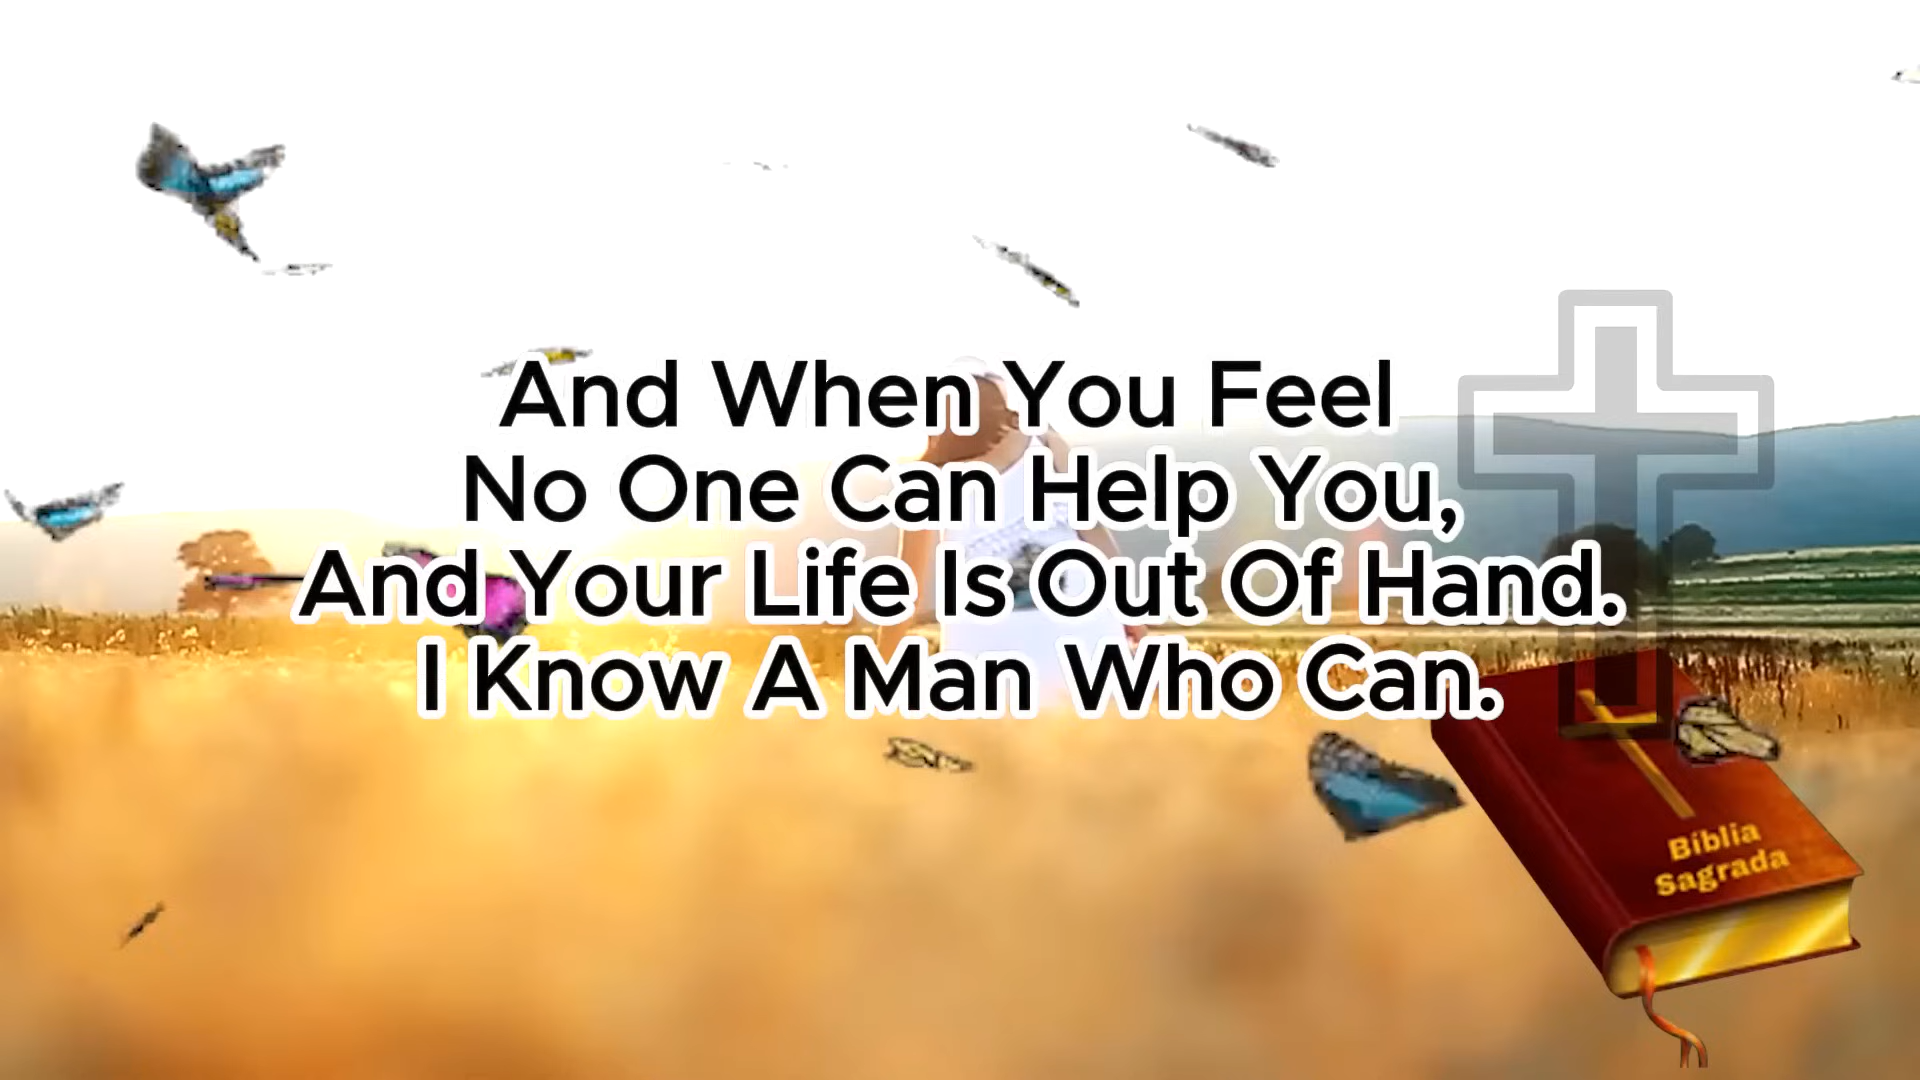 And When You Feel
No One Can Help You,
And Your Life Is Out Of Hand.
I Know A Man Who Can.
Bíblia
Sagrada